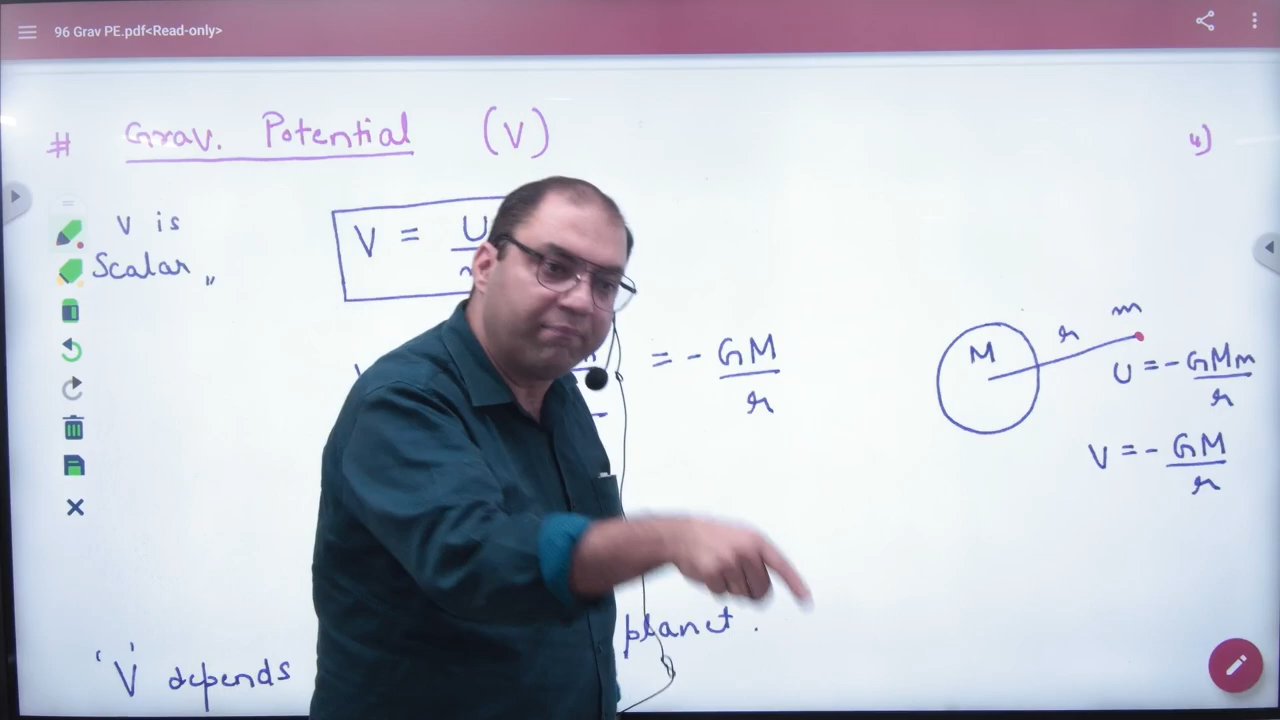 96 Grav PE.pdf<Read-only>
# Grav. Potential (V)
4)
V is
Scalar „
V = U
= - GM
r
M
r
m
U = - GMm
r
V = - GM
r
planet.
'V' depends